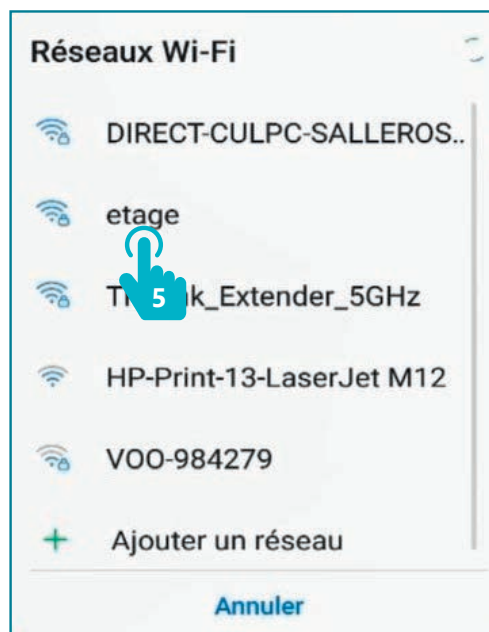 Réseaux Wi-Fi
DIRECT-CULPC-SALLEROS..
etage
5
k_Extender_5GHz
HP-Print-13-LaserJet M12
VOO-984279
+ Ajouter un réseau
Annuler